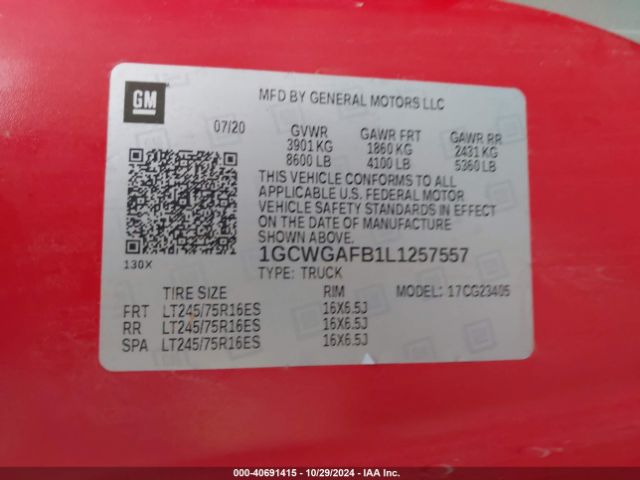 GM
MFD BY GENERAL MOTORS LLC
07/20 GVWR GAWR FRT GAWR RR
3901 KG 1860 KG 2431 KG
8600 LB 4100 LB 5360 LB
THIS VEHICLE CONFORMS TO ALL
APPLICABLE U.S. FEDERAL MOTOR
VEHICLE SAFETY STANDARDS IN EFFECT
ON THE DATE OF MANUFACTURE
SHOWN ABOVE.
1GCWGAFB1L1257557
130X TYPE: TRUCK
TIRE SIZE RIM MODEL: 17CG23405
FRT LT245/75R16ES 16X6.5J
RR LT245/75R16ES 16X6.5J
SPA LT245/75R16ES 16X6.5J
000-40691415 - 10/29/2024 - IAA Inc.